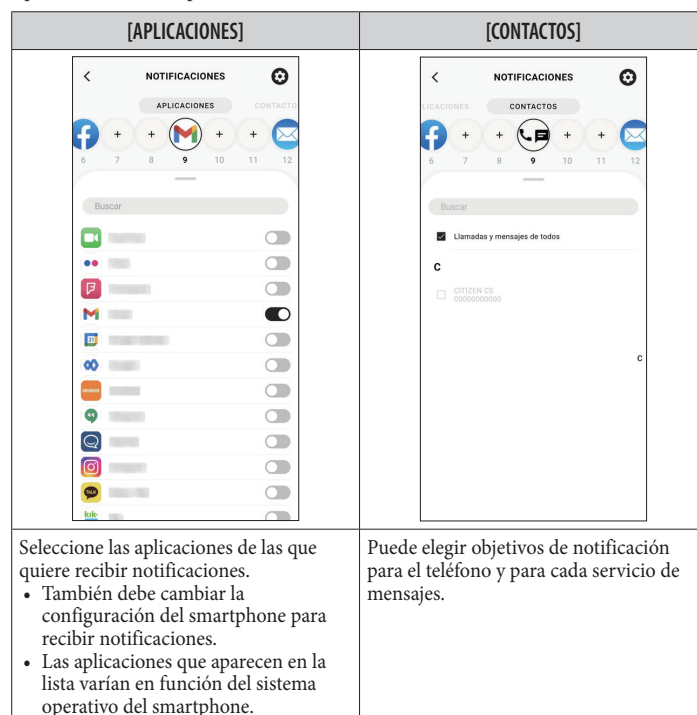 [APLICACIONES]
[CONTACTOS]
NOTIFICACIONES
APLICACIONES
CONTACTO
6 7 8 9 10 11 12
Buscar
31
TALK
kik
NOTIFICACIONES
LICACIONES
CONTACTOS
6 7 8 9 10 11 12
Buscar
Llamadas y mensajes de todos
C
CITIZEN CS
00000000000
C
Seleccione las aplicaciones de las que
quiere recibir notificaciones.
• También debe cambiar la
configuración del smartphone para
recibir notificaciones.
• Las aplicaciones que aparecen en la
lista varían en función del sistema
operativo del smartphone.
Puede elegir objetivos de notificación
para el teléfono y para cada servicio de
mensajes.